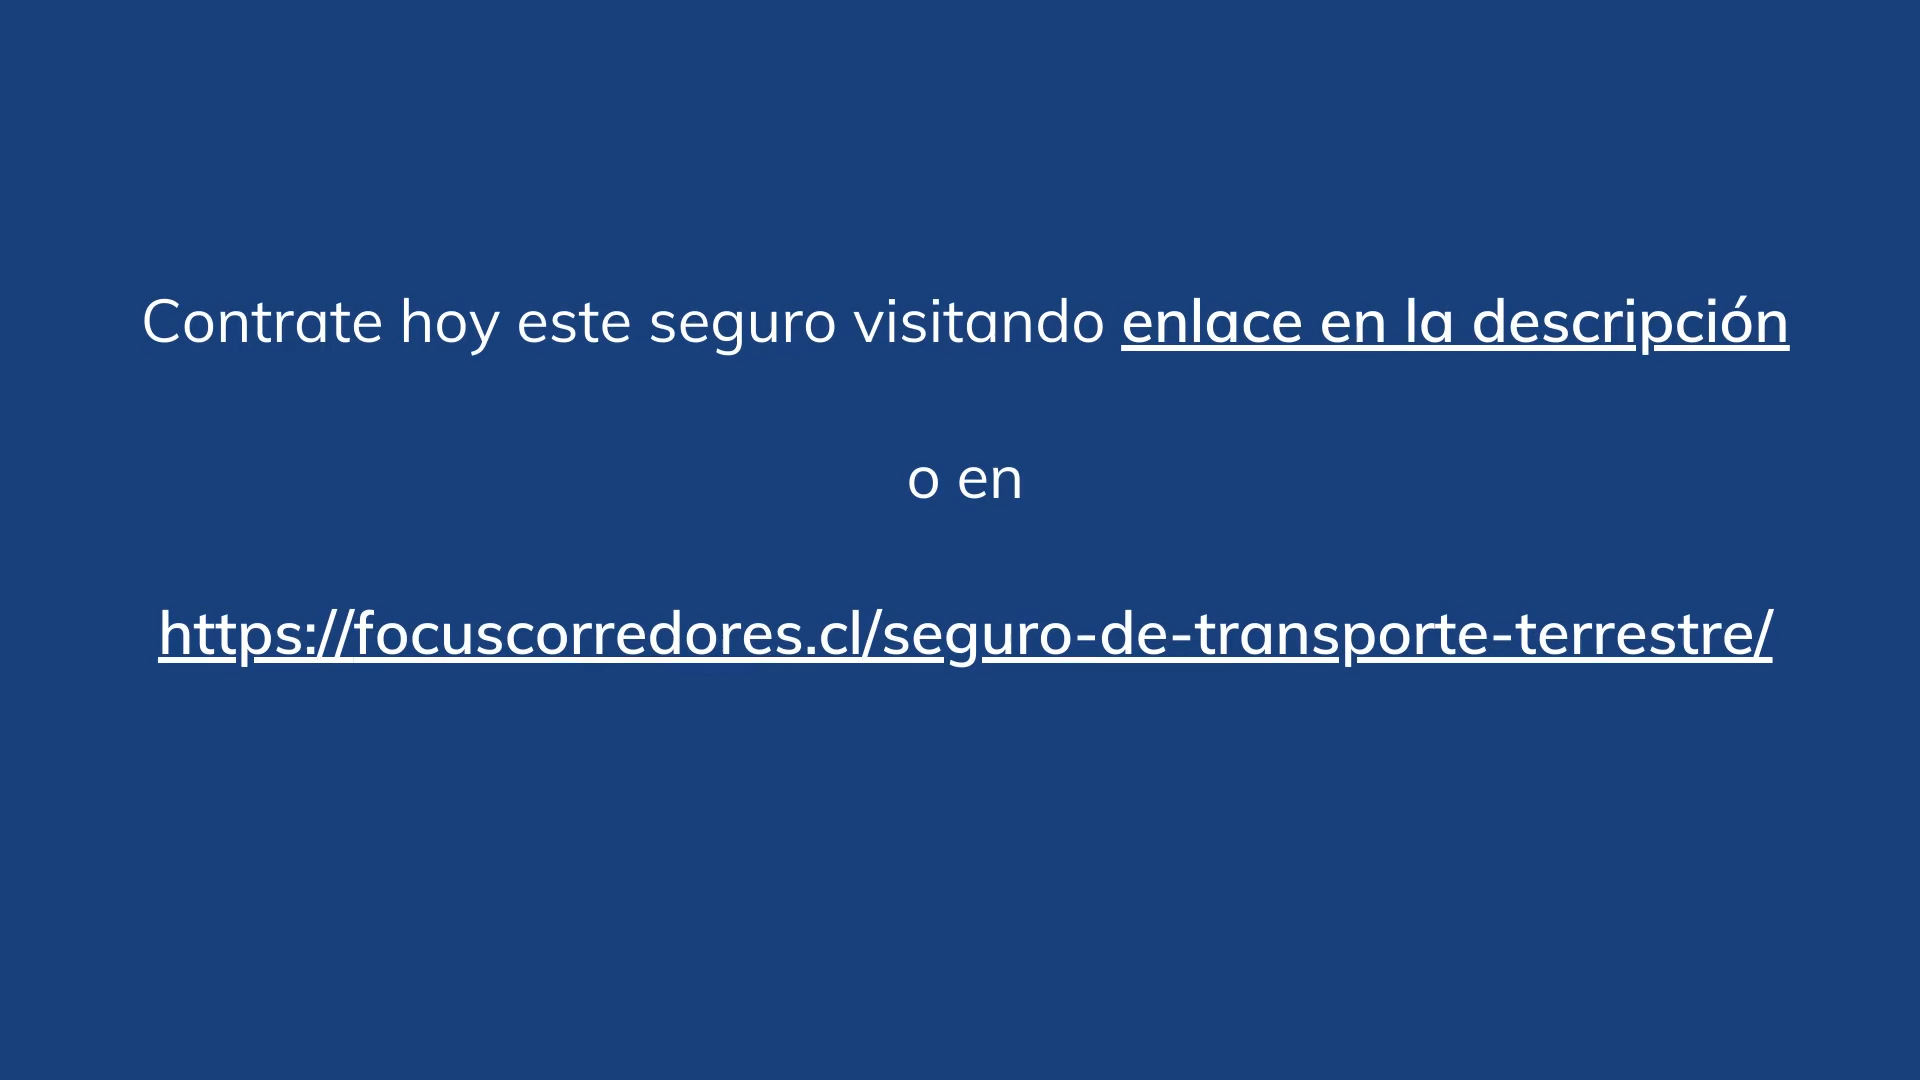 Contrate hoy este seguro visitando enlace en la descripción
o en
https://focuscorredores.cl/seguro-de-transporte-terrestre/